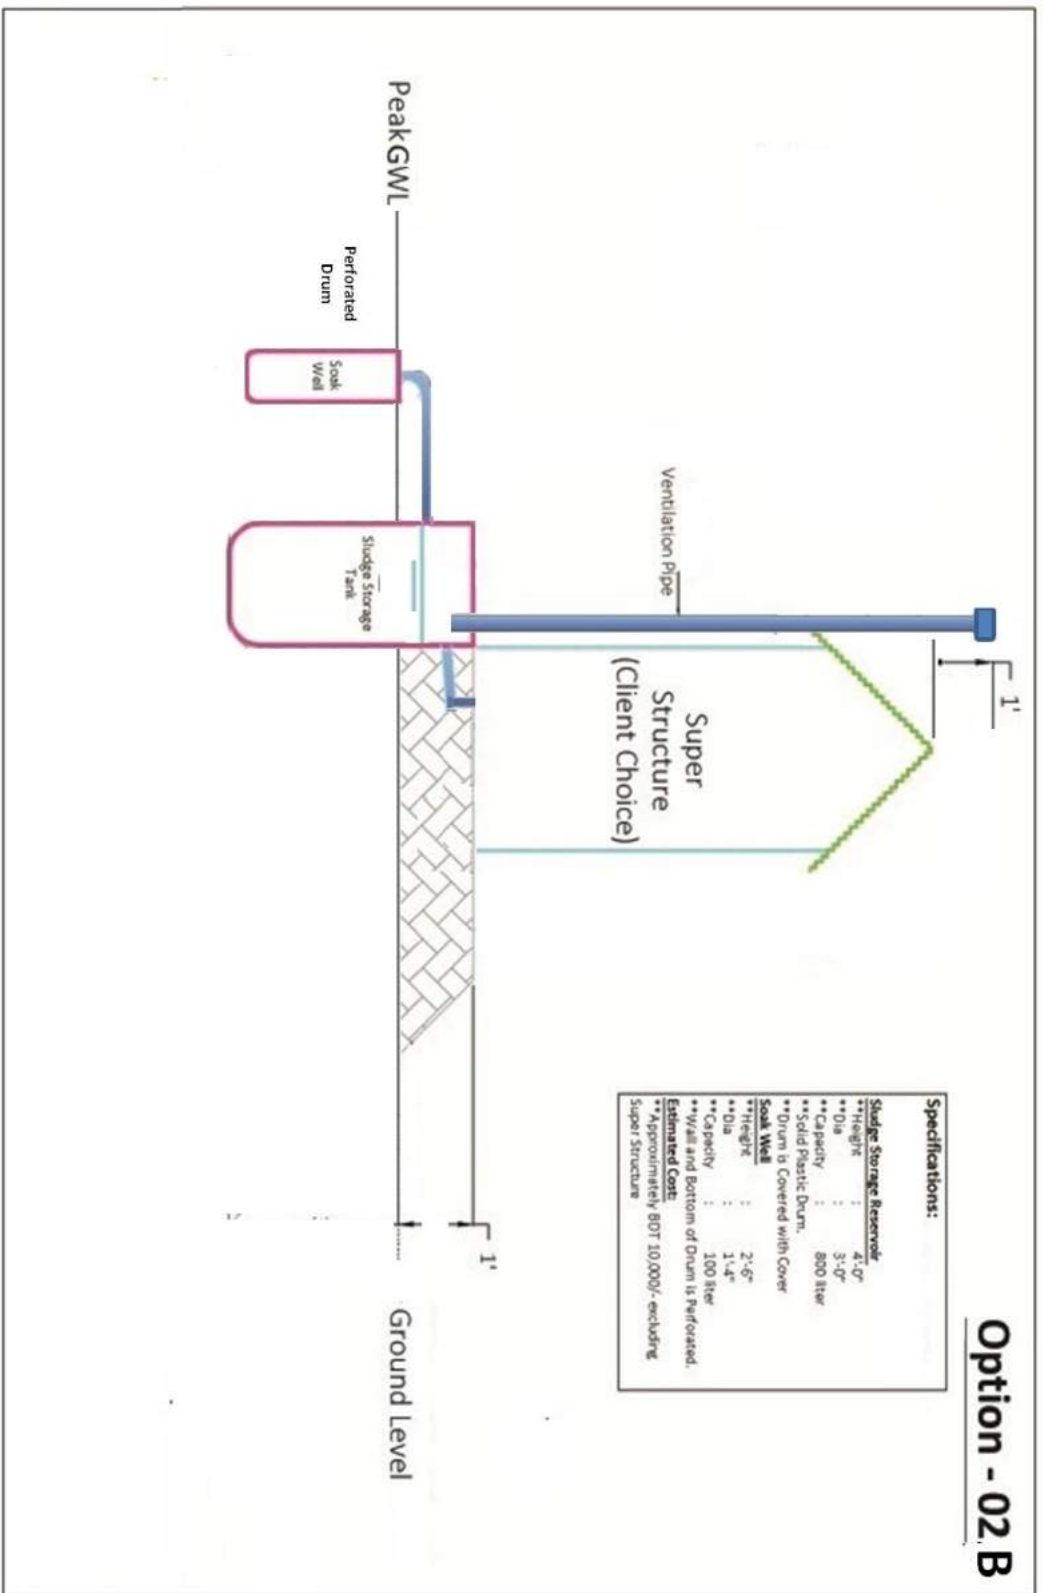 Option - 02 B
1'
Specifications:
Sludge Storage Reservoir
**Height : 4'-0"
**Dia : 3'-0"
**Capacity : 800 liter
**Solid Plastic Drum.
**Drum is Covered with Cover
Soak Well
**Height : 2'-6"
**Dia : 1'-4"
**Capacity : 100 liter
**Wall and Bottom of Drum is Perforated.
Estimated Cost:
**Approximately BDT 10,000/- excluding
Super Structure
Ventilation Pipe
Super
Structure
(Client Choice)
1'
PeakGWL
Ground Level
Perforated
Drum
Soak
Well
Sludge Storage
Tank